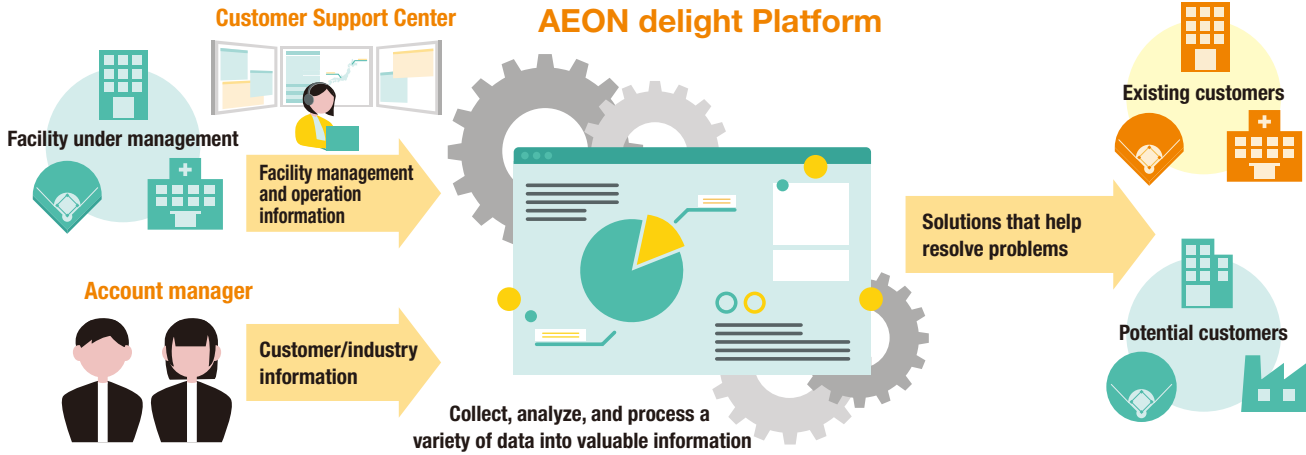 Customer Support Center
AEON delight Platform
Facility under management
Facility management
and operation
information
Account manager
Customer/industry
information
Collect, analyze, and process a
variety of data into valuable information
Solutions that help
resolve problems
Existing customers
Potential customers